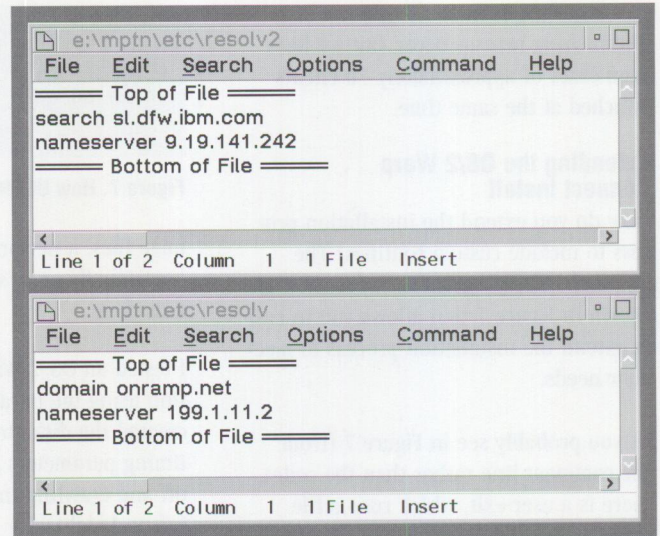 e:\mptn\etc\resolv2
File Edit Search Options Command Help
Top of File
search sl.dfw.ibm.com
nameserver 9.19.141.242
Bottom of File
Line 1 of 2 Column 1 1 File Insert
e:\mptn\etc\resolv
File Edit Search Options Command Help
Top of File
domain onramp.net
nameserver 199.1.11.2
Bottom of File
Line 1 of 2 Column 1 1 File Insert